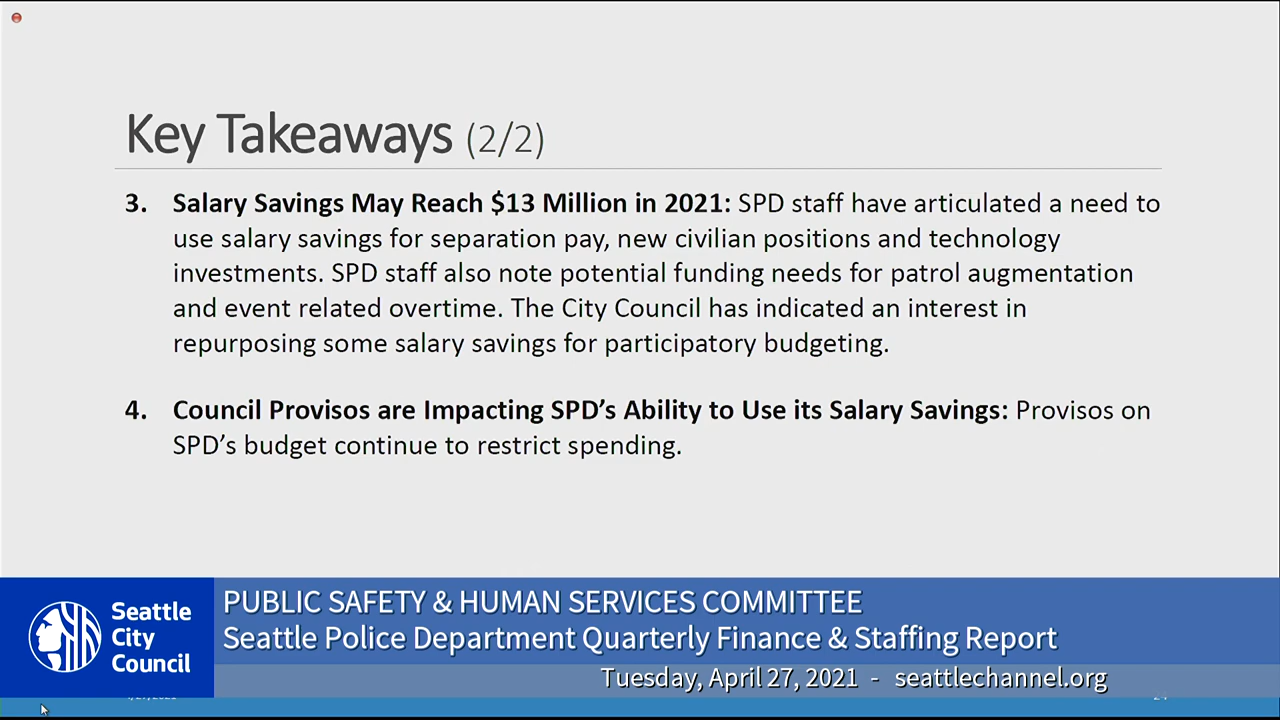 Key Takeaways (2/2)
3. Salary Savings May Reach $13 Million in 2021: SPD staff have articulated a need to
use salary savings for separation pay, new civilian positions and technology
investments. SPD staff also note potential funding needs for patrol augmentation
and event related overtime. The City Council has indicated an interest in
repurposing some salary savings for participatory budgeting.
4. Council Provisos are Impacting SPD’s Ability to Use its Salary Savings: Provisos on
SPD’s budget continue to restrict spending.
Seattle
City
Council
PUBLIC SAFETY & HUMAN SERVICES COMMITTEE
Seattle Police Department Quarterly Finance & Staffing Report
Tuesday, April 27, 2021 - seattlechannel.org